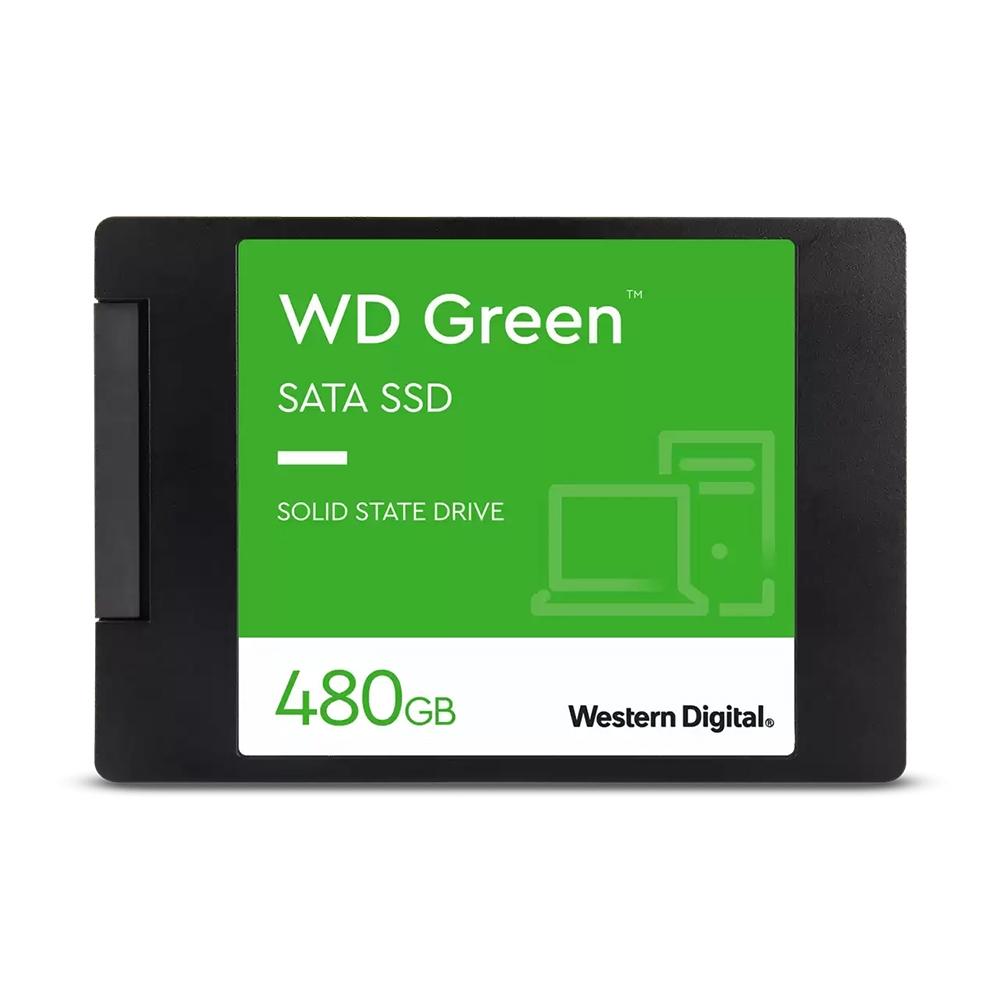 WD Green™
SATA SSD
SOLID STATE DRIVE
480GB
Western Digital®